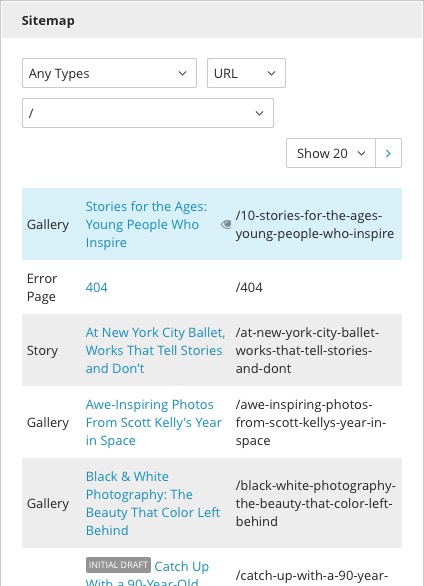 Sitemap
Any Types
URL
/
Show 20
Gallery
Stories for the Ages:
Young People Who
Inspire
/10-stories-for-the-ages-
young-people-who-inspire
Error
Page
404
/404
Story
At New York City Ballet,
Works That Tell Stories
and Don't
/at-new-york-city-ballet-
works-that-tell-stories-
and-dont
Gallery
Awe-Inspiring Photos
From Scott Kelly's Year
in Space
/awe-inspiring-photos-
from-scott-kellys-year-in-
space
Gallery
Black & White
Photography: The
Beauty That Color Left
Behind
/black-white-photography-
the-beauty-that-color-left-
behind
INITIAL DRAFT Catch Up
With a 90-Year-Old
/catch-up-with-a-90-year-